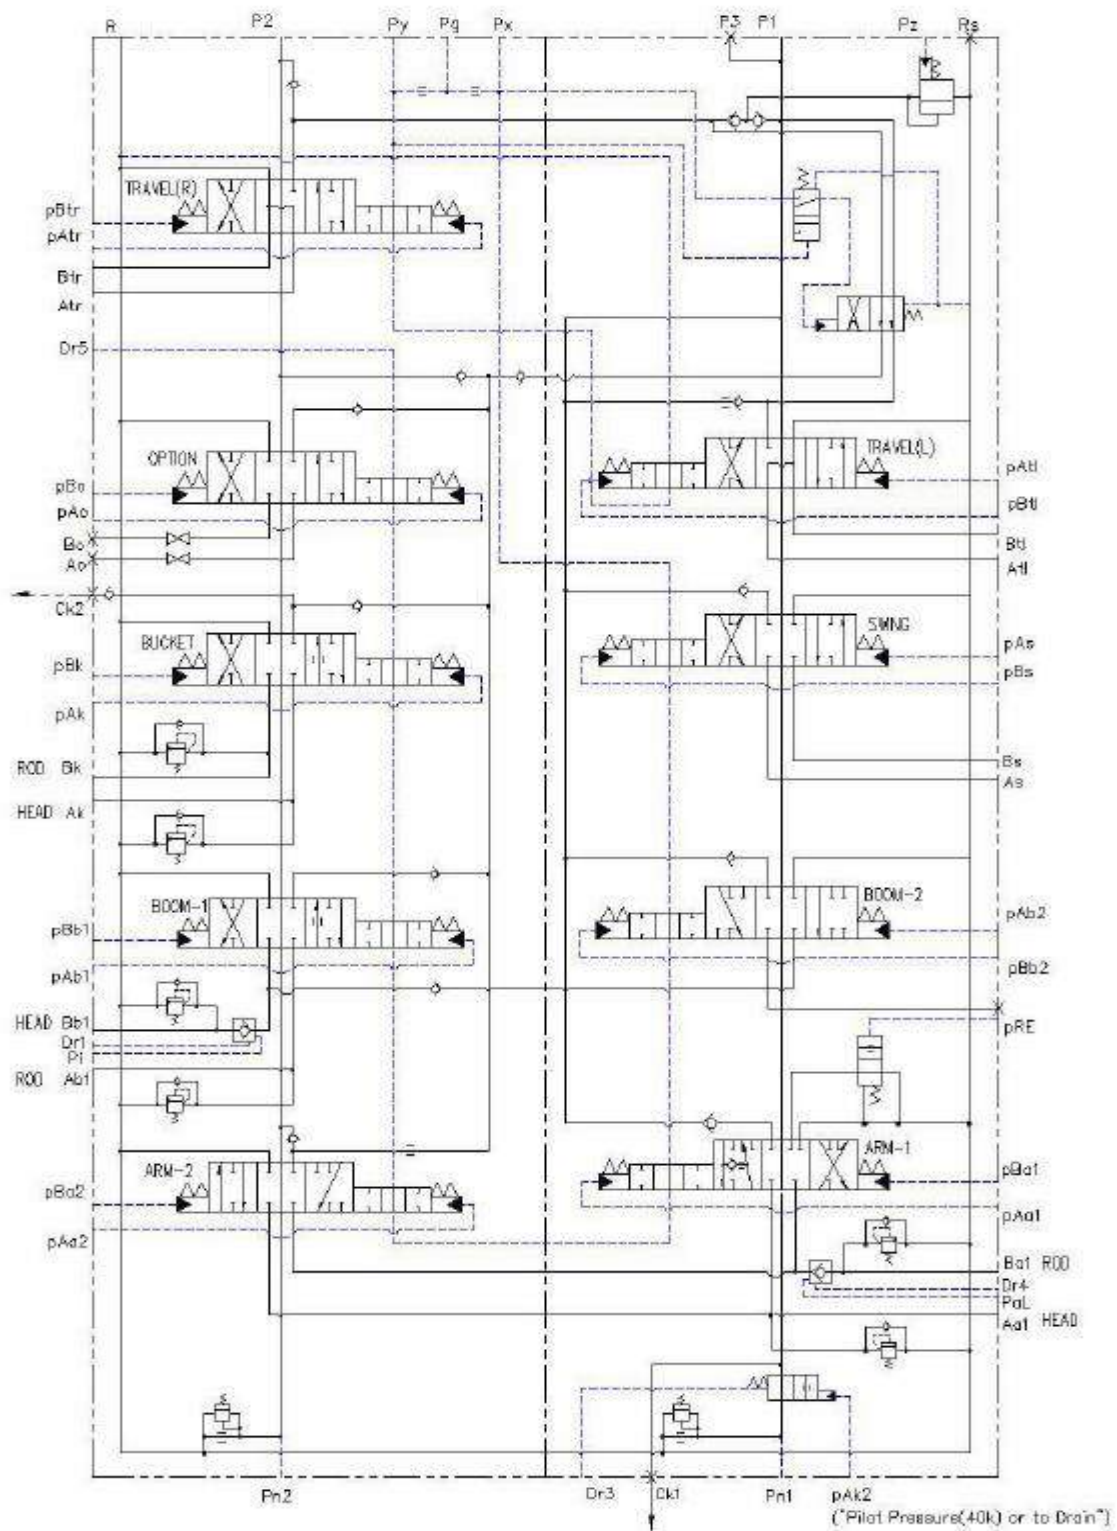 R P2 Py Pg Px P3 P1 Pz Rs
TRAVEL(R)
pBtr
pAtr
Btr
Atr
Dr5
OPTION
TRAVEL(L)
pBo
pAo
Bo
Ao
pAtl
pBtl
Btl
Atl
Ck2
BUCKET
SWING
pBk
pAk
pAs
pBs
ROD Bk
HEAD Ak
Bs
As
BOOM-1
BOOM-2
pBb1
pAb1
pAb2
pBb2
HEAD Bb1
Dr1
Pi
ROD Ab1
pRE
ARM-2
ARM-1
pBa2
pAa2
pBa1
pAa1
Ba1 ROD
Dr4
PaL
Aa1 HEAD
Pn2 Dr3 Ck1 Pn1 pAk2
("Pilot Pressure(40k) or to Drain")